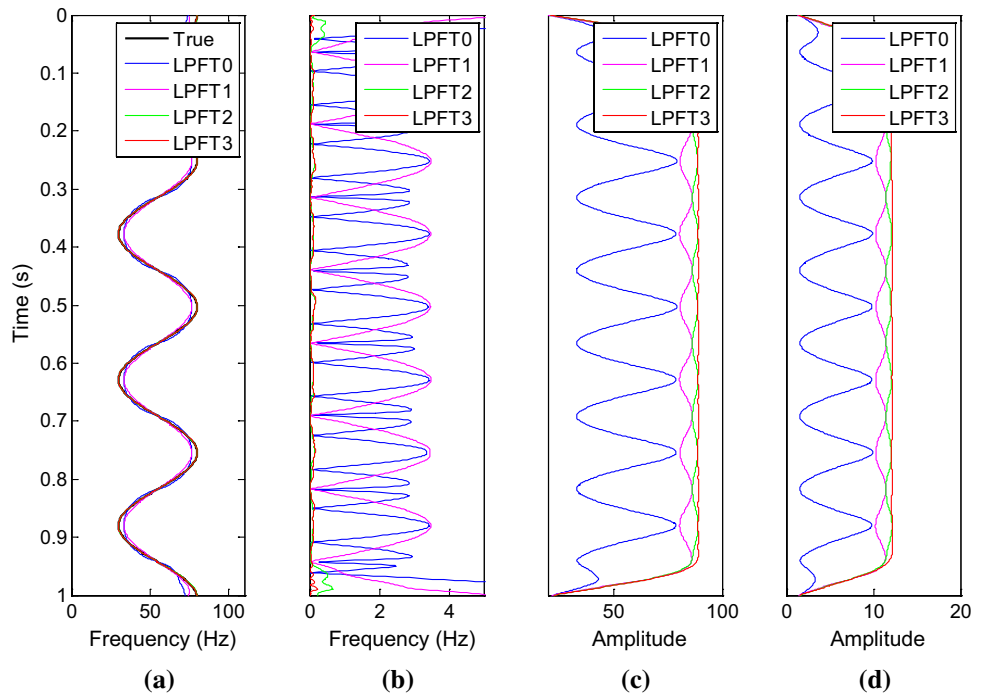 Time (s)
0
0.1
0.2
0.3
0.4
0.5
0.6
0.7
0.8
0.9
1
True
LPFT0
LPFT1
LPFT2
LPFT3
0 50 100
Frequency (Hz)
(a)
LPFT0
LPFT1
LPFT2
LPFT3
0 2 4
Frequency (Hz)
(b)
LPFT0
LPFT1
LPFT2
LPFT3
50 100
Amplitude
(c)
LPFT0
LPFT1
LPFT2
LPFT3
0 10 20
Amplitude
(d)